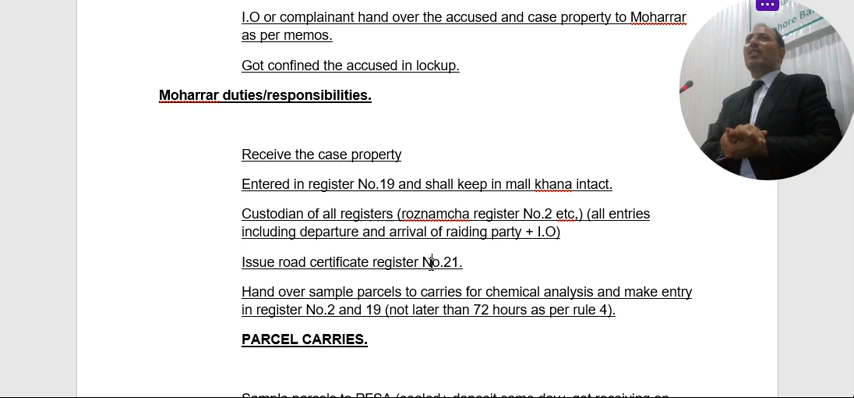 I.O or complainant hand over the accused and case property to Moharrar
as per memos.
Got confined the accused in lockup.
Moharrar duties/responsibilities.
Receive the case property
Entered in register No.19 and shall keep in mall khana intact.
Custodian of all registers (roznamcha register No.2 etc,) (all entries
including departure and arrival of raiding party + I.O)
Issue road certificate register No.21.
Hand over sample parcels to carries for chemical analysis and make entry
in register No.2 and 19 (not later than 72 hours as per rule 4).
PARCEL CARRIES.